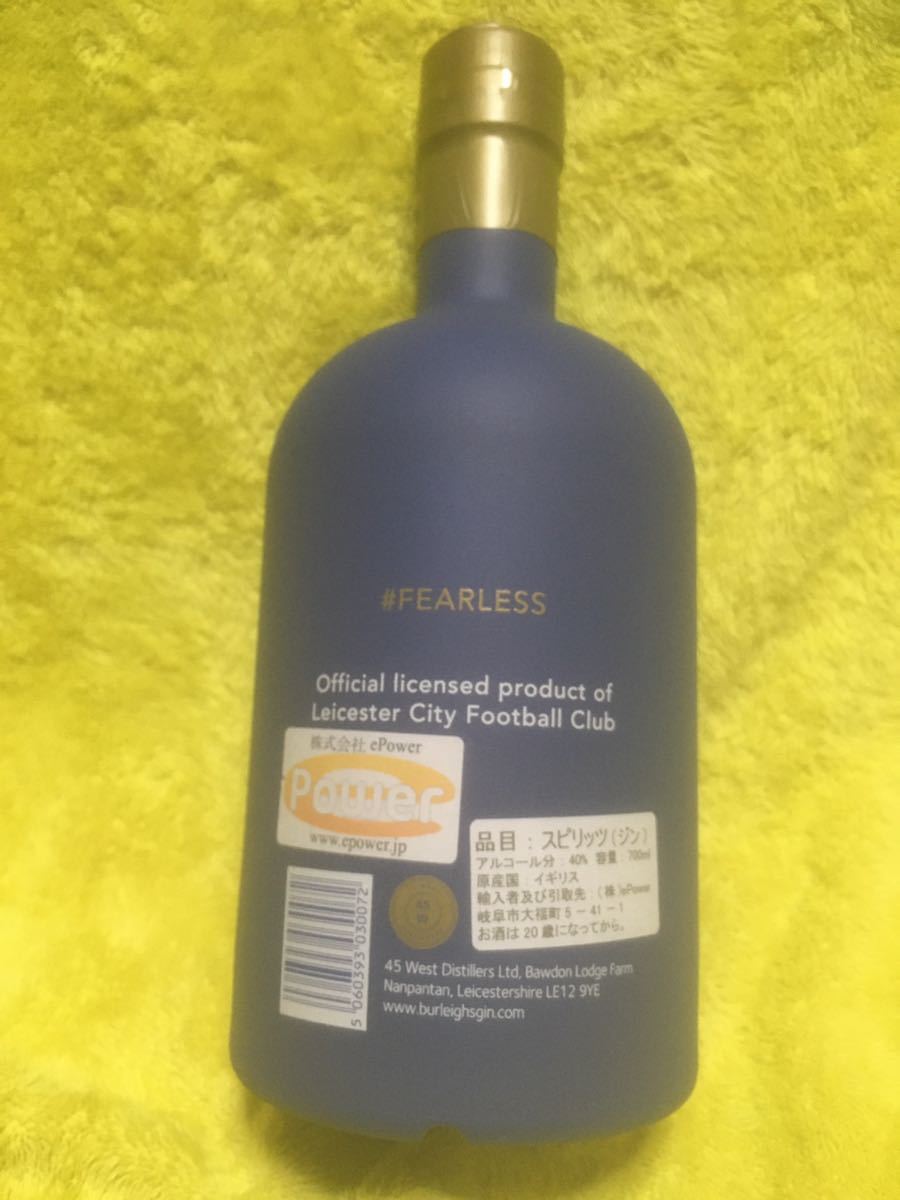 #FEARLESS
Official licensed product of
Leicester City Football Club
株式会社 ePower
Power
www.epower.jp
品目：スピリッツ（ジン）
アルコール分：40% 容量：700ml
原産国：イギリス
輸入者及び引取先：（株）ePower
岐阜市大福町５－４１－１
お酒は20歳になってから。
5 060393 030072
45
W
45 West Distillers Ltd, Bawdon Lodge Farm
Nanpantan, Leicestershire LE12 9YE
www.burleighsgin.com